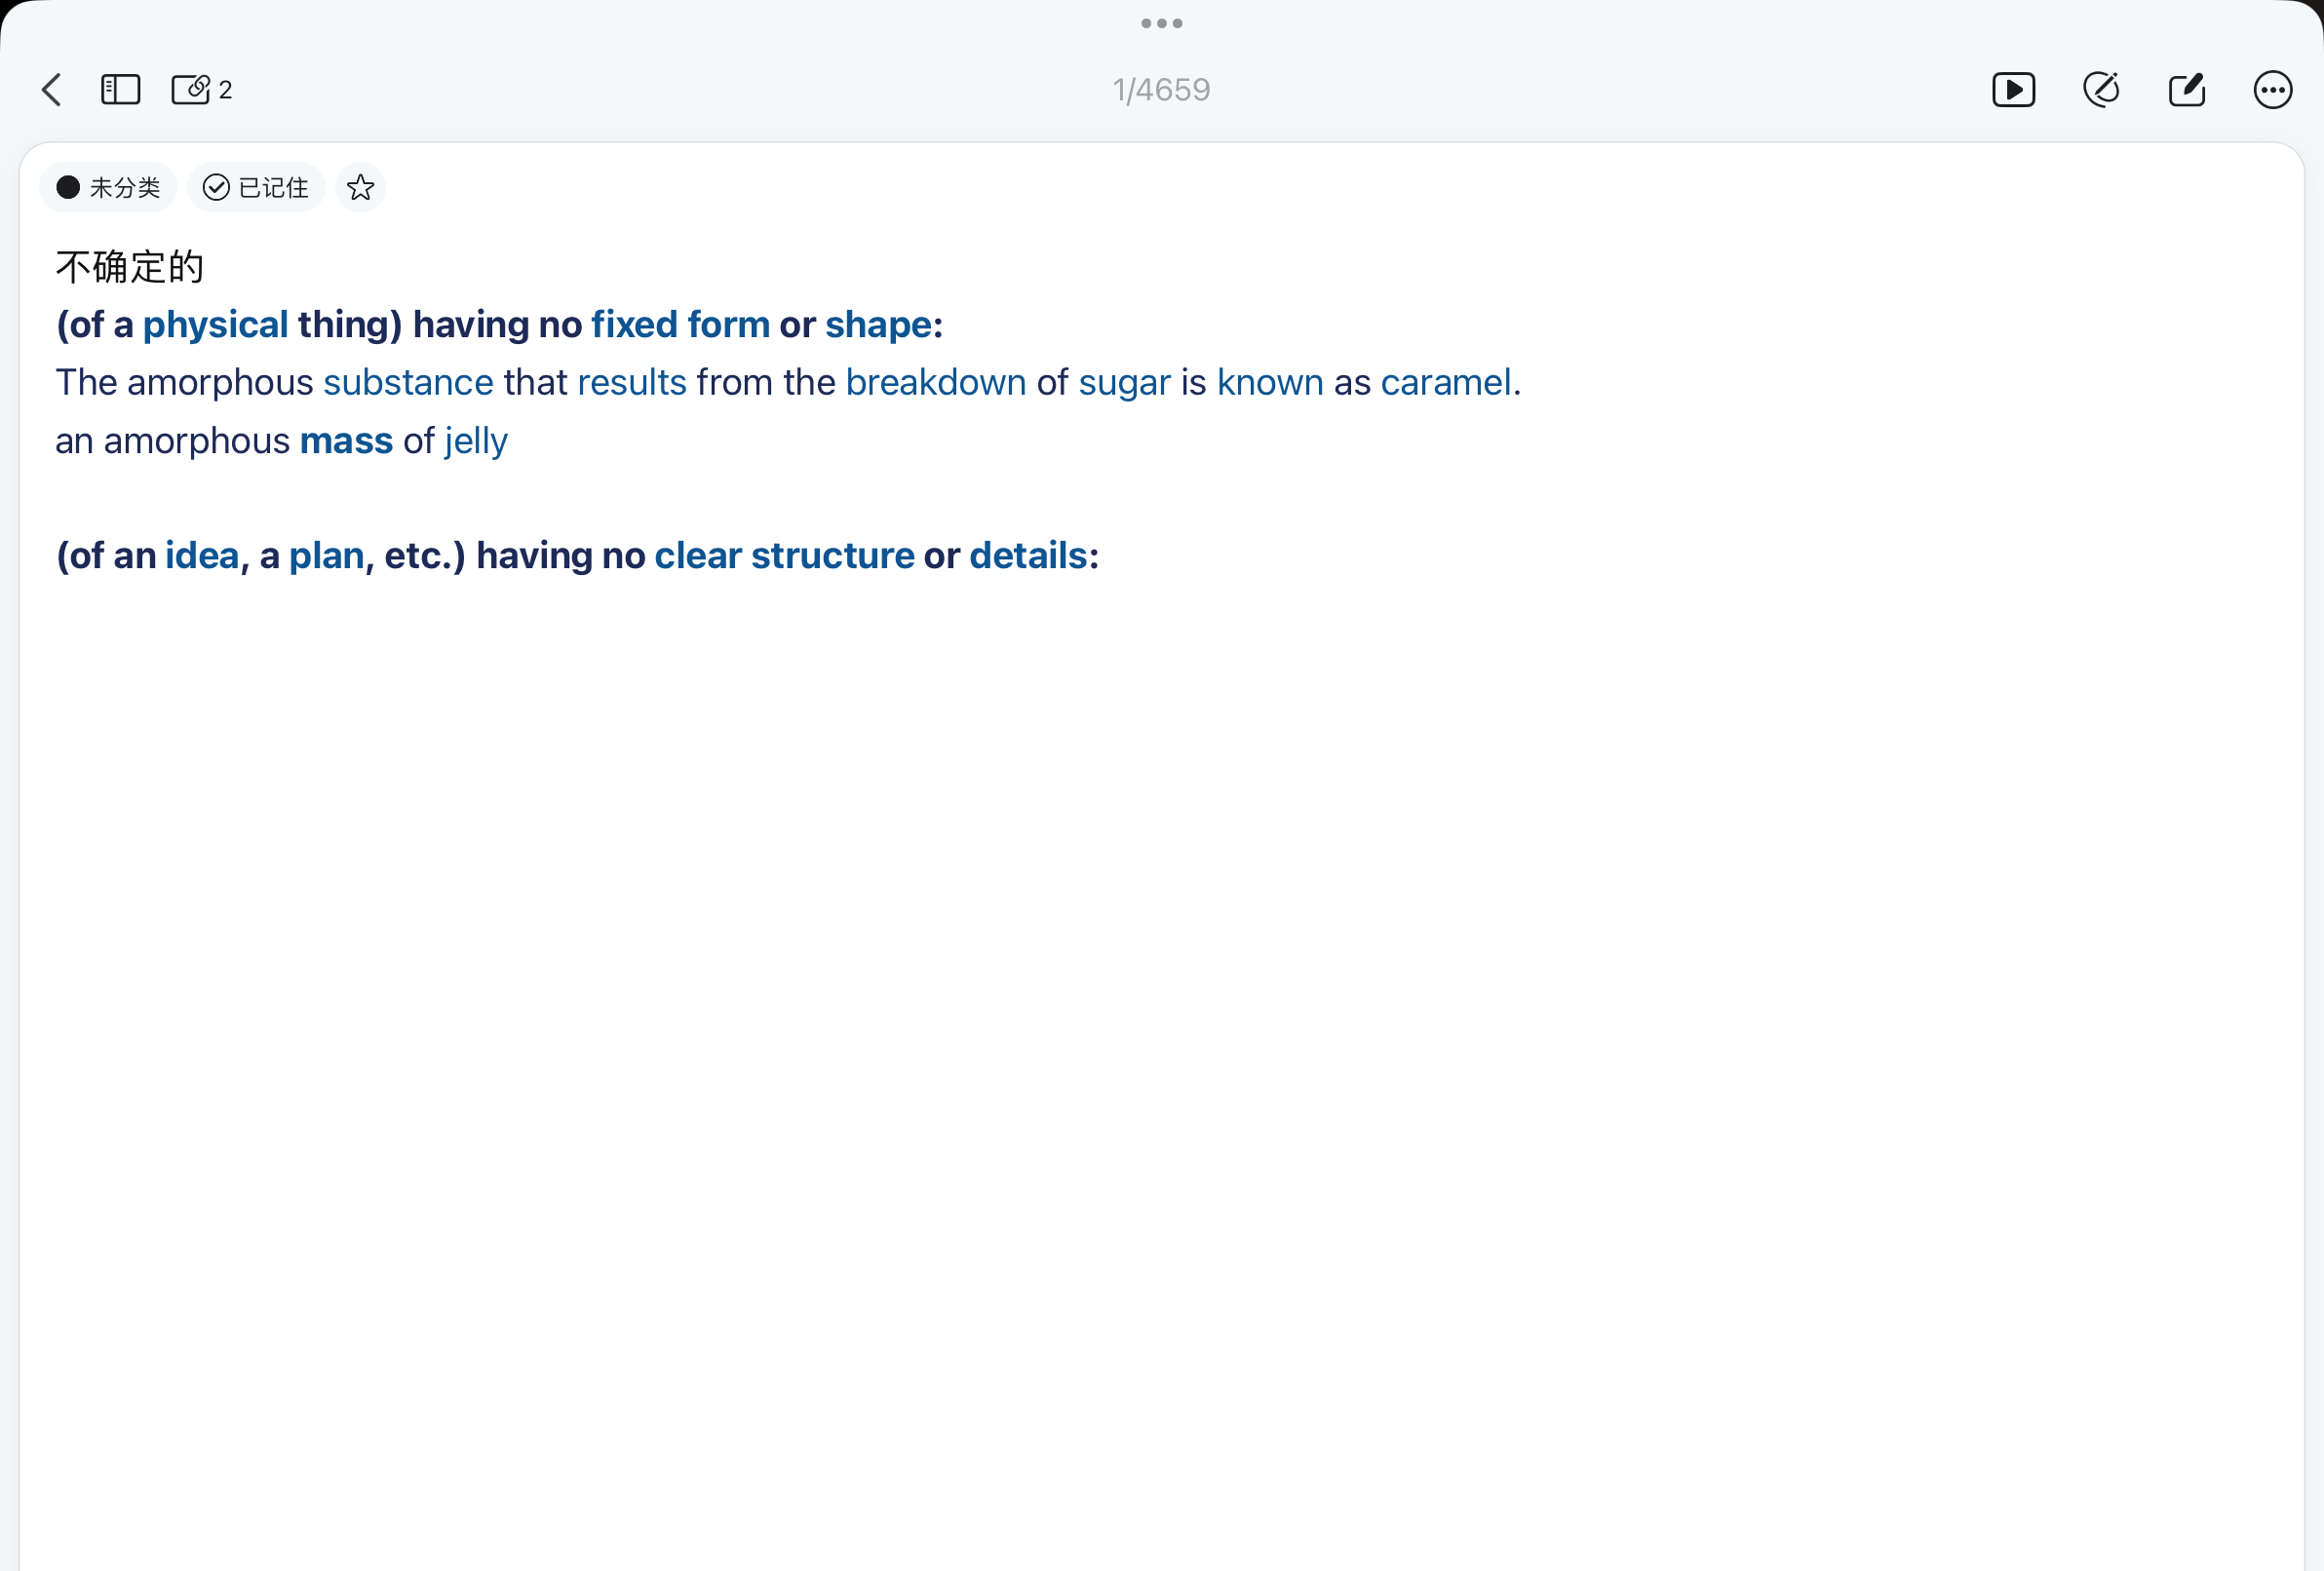 2
1/4659
未分类 已记住
不确定的
(of a physical thing) having no fixed form or shape:
The amorphous substance that results from the breakdown of sugar is known as caramel.
an amorphous mass of jelly
(of an idea, a plan, etc.) having no clear structure or details: